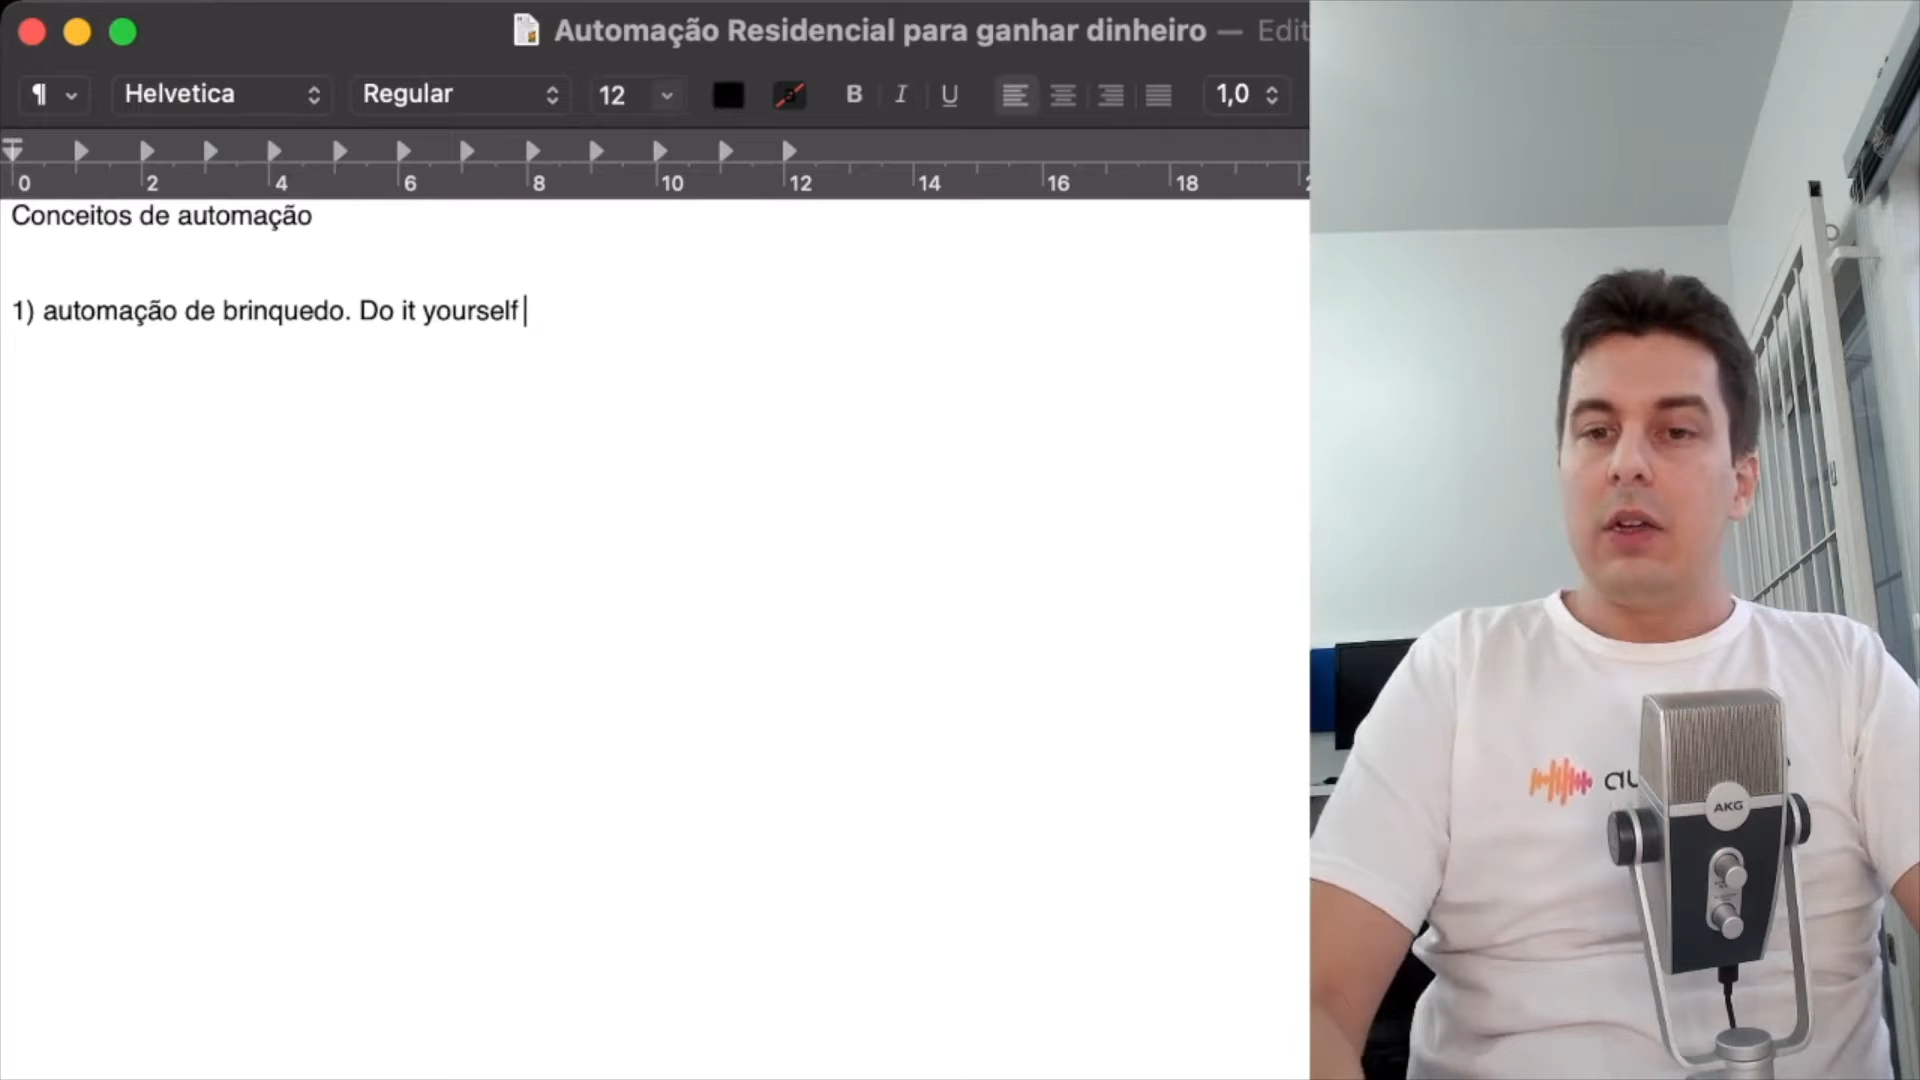 Automação Residencial para ganhar dinheiro — Edit
¶ Helvetica Regular 12 a B I U 1,0
0 2 4 6 8 10 12 14 16 18
Conceitos de automação
1) automação de brinquedo. Do it yourself
au
AKG